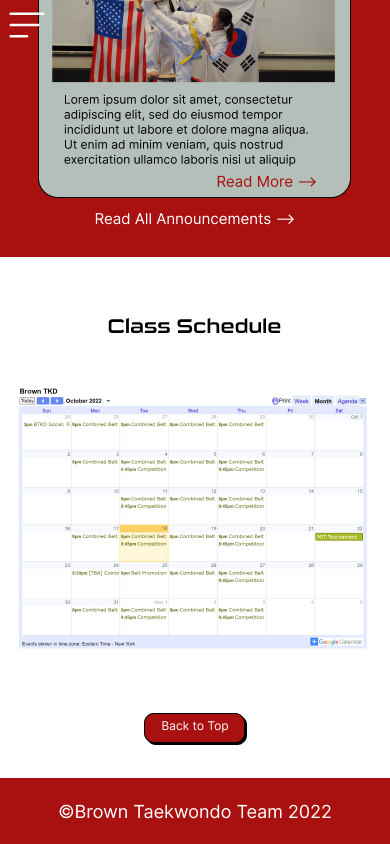 Lorem ipsum dolor sit amet, consectetur
adipiscing elit, sed do eiusmod tempor
incididunt ut labore et dolore magna aliqua.
Ut enim ad minim veniam, quis nostrud
exercitation ullamco laboris nisi ut aliquip
Read More →
Read All Announcements →
Class Schedule
Brown TKD
Today October 2022 Print Week Month Agenda
Sun Mon Tue Wed Thu Fri Sat
25 26 27 28 29 30 Oct 1
5pm BTKD Social: F 8pm Combined Belt 8pm Combined Belt 8pm Combined Belt 8pm Combined Belt
2 3 4 5 6 7 8
8pm Combined Belt 8pm Combined Belt 8pm Combined Belt 8pm Combined Belt
9:45pm Competition 9:45pm Competition
9 10 11 12 13 14 15
8pm Combined Belt 8pm Combined Belt 8pm Combined Belt
9:45pm Competition 9:45pm Competition
16 17 18 19 20 21 22
8pm Combined Belt 8pm Combined Belt 8pm Combined Belt 8pm Combined Belt MIT Tournament
9:45pm Competition 9:45pm Competition
23 24 25 26 27 28 29
9:30pm [TBA] Combi 8pm Belt Promotion 8pm Combined Belt 8pm Combined Belt
9:45pm Competition
30 31 Nov 1 2 3 4 5
8pm Combined Belt 8pm Combined Belt 8pm Combined Belt 8pm Combined Belt
9:45pm Competition 9:45pm Competition
Events shown in time zone: Eastern Time - New York
Google Calendar
Back to Top
©Brown Taekwondo Team 2022